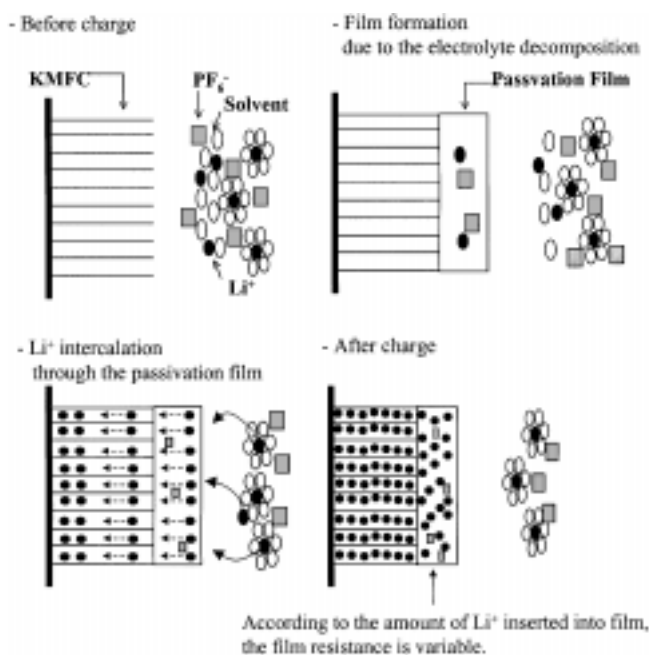 - Before charge
- Film formation
due to the electrolyte decomposition
KMFC
PF₆⁻
Solvent
Li⁺
Passvation Film
- Li⁺ intercalation
through the passivation film
- After charge
According to the amount of Li⁺ inserted into film,
the film resistance is variable.